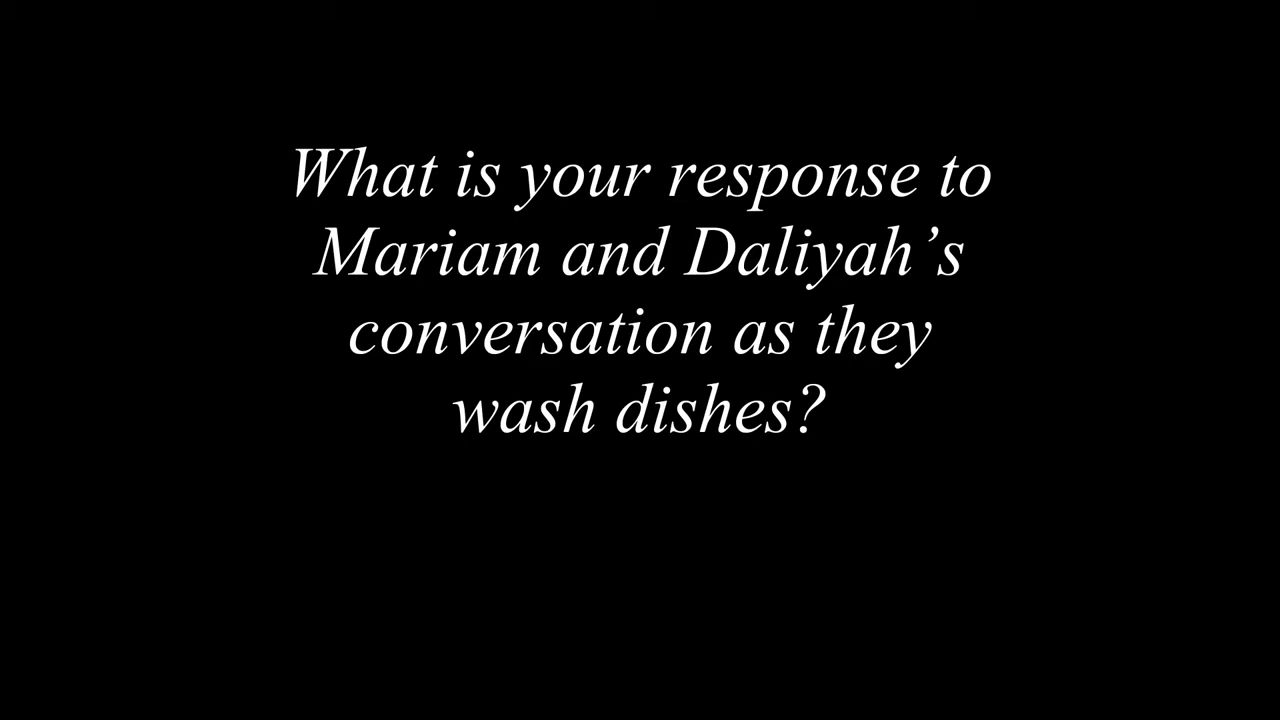 What is your response to
Mariam and Daliyah’s
conversation as they
wash dishes?